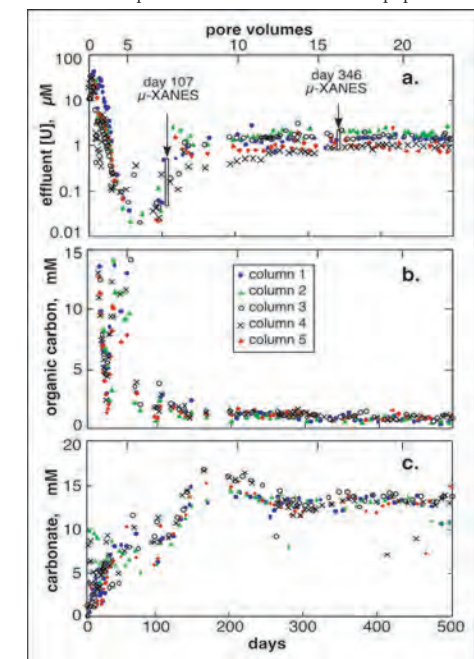 pore volumes
0 5 10 15 20
a.
day 107
μ-XANES
day 346
μ-XANES
effluent [U], μM
100
10
1
0.1
0.01
b.
organic carbon, mM
15
10
5
0
column 1
column 2
column 3
column 4
column 5
c.
carbonate, mM
20
15
10
5
0
0 100 200 300 400 500
days